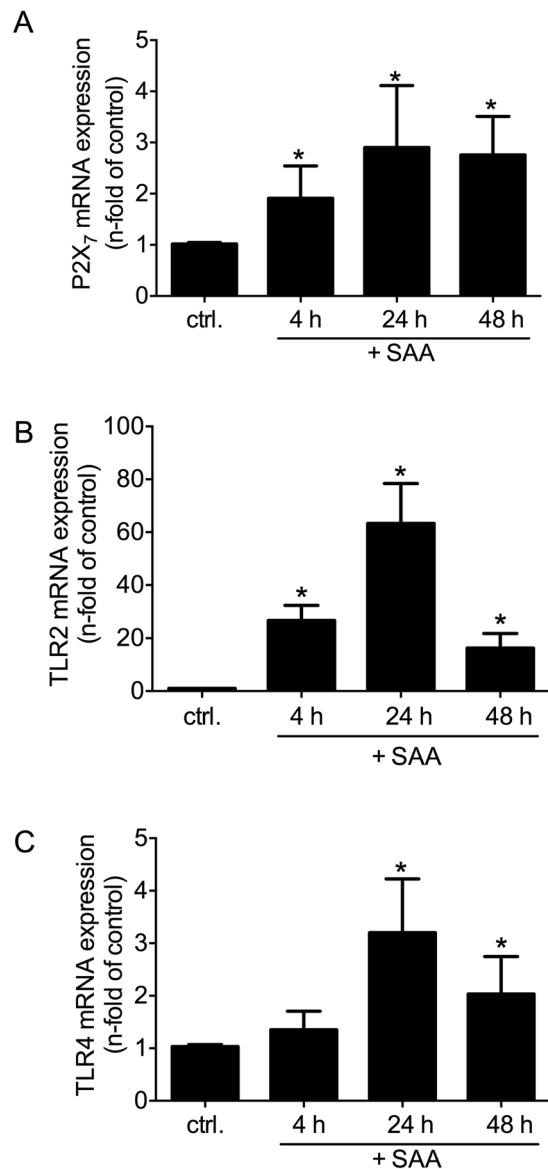 A
P2X₇ mRNA expression
(n-fold of control)
5
4
3
2
1
0
*
*
*
ctrl.
4 h
24 h
48 h
+ SAA
B
TLR2 mRNA expression
(n-fold of control)
100
80
60
40
20
0
*
*
*
ctrl.
4 h
24 h
48 h
+ SAA
C
TLR4 mRNA expression
(n-fold of control)
5
4
3
2
1
0
*
*
ctrl.
4 h
24 h
48 h
+ SAA